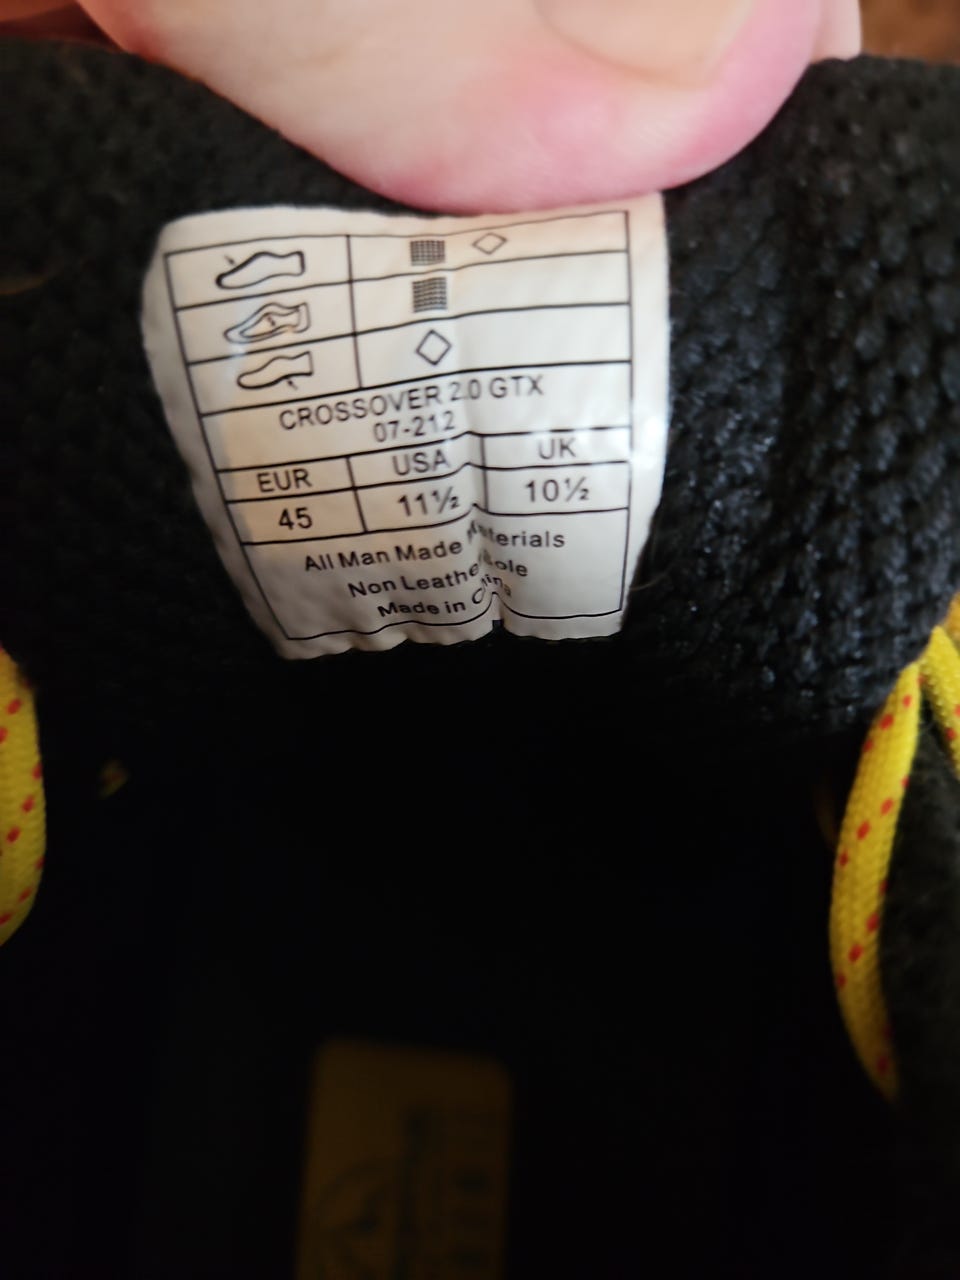 CROSSOVER 2.0 GTX
07-212
EUR USA UK
45 11½ 10½
All Man Made Materials
Non Leather Sole
Made in China